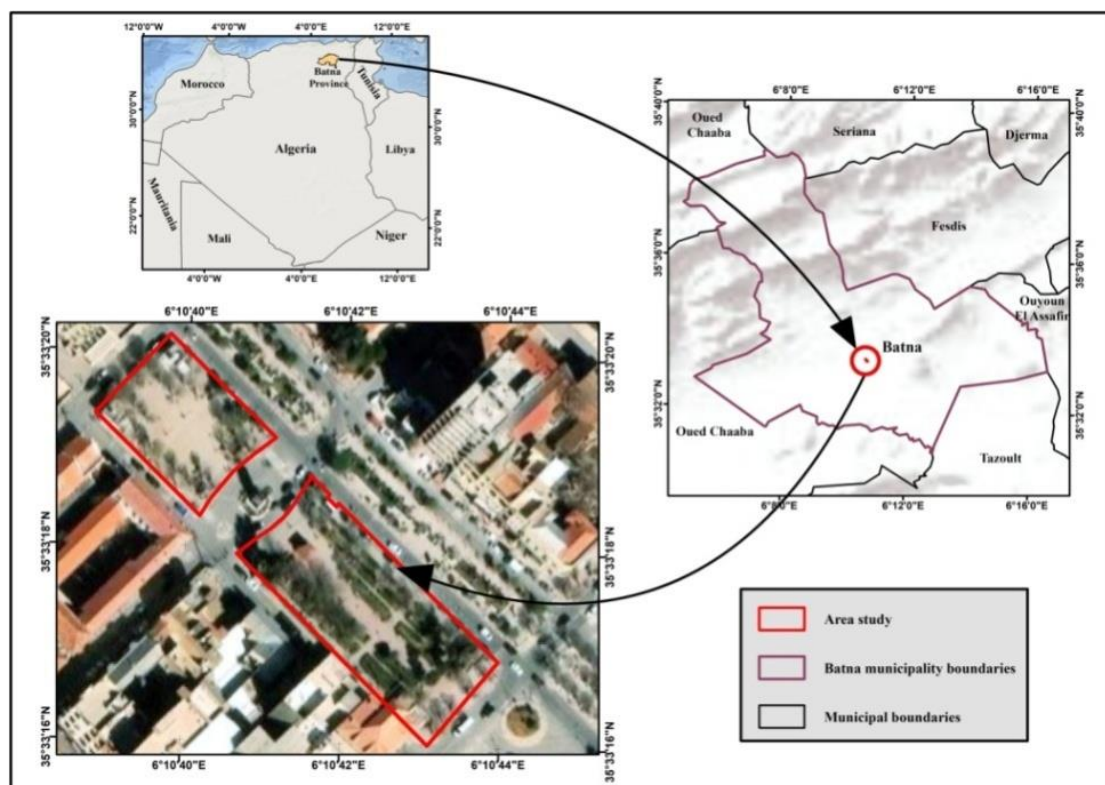 12°0'0"W 4°0'0"W 4°0'0"E 12°0'0"E
Batna
Province
Tunisia
Morocco
30°0'0"N
30°0'0"N
Algeria
Libya
Mauritania
22°0'0"N
Mali
Niger
22°0'0"N
4°0'0"W 4°0'0"E 12°0'0"E
6°8'0"E 6°12'0"E 6°16'0"E
35°40'0"N
35°40'0"N
Oued
Chaaba
Seriana
Djerma
Fesdis
35°36'0"N
35°36'0"N
Ouyoun
El Assafir
Batna
35°32'0"N
35°32'0"N
Oued Chaaba
Tazoult
6°8'0"E 6°12'0"E 6°16'0"E
6°10'40"E 6°10'42"E 6°10'44"E
35°33'20"N
35°33'20"N
35°33'18"N
35°33'18"N
35°33'16"N
35°33'16"N
6°10'40"E 6°10'42"E 6°10'44"E
Area study
Batna municipality boundaries
Municipal boundaries